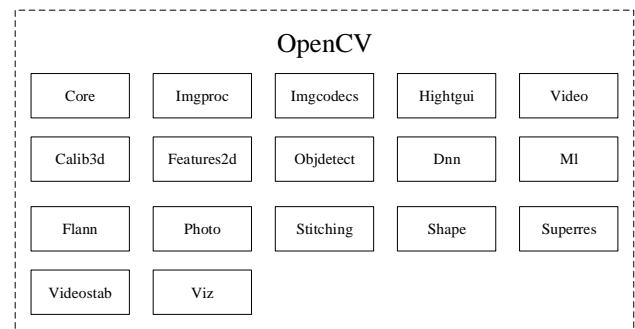 OpenCV
Core Imgproc Imgcodecs Hightgui Video
Calib3d Features2d Objdetect Dnn Ml
Flann Photo Stitching Shape Superres
Videostab Viz